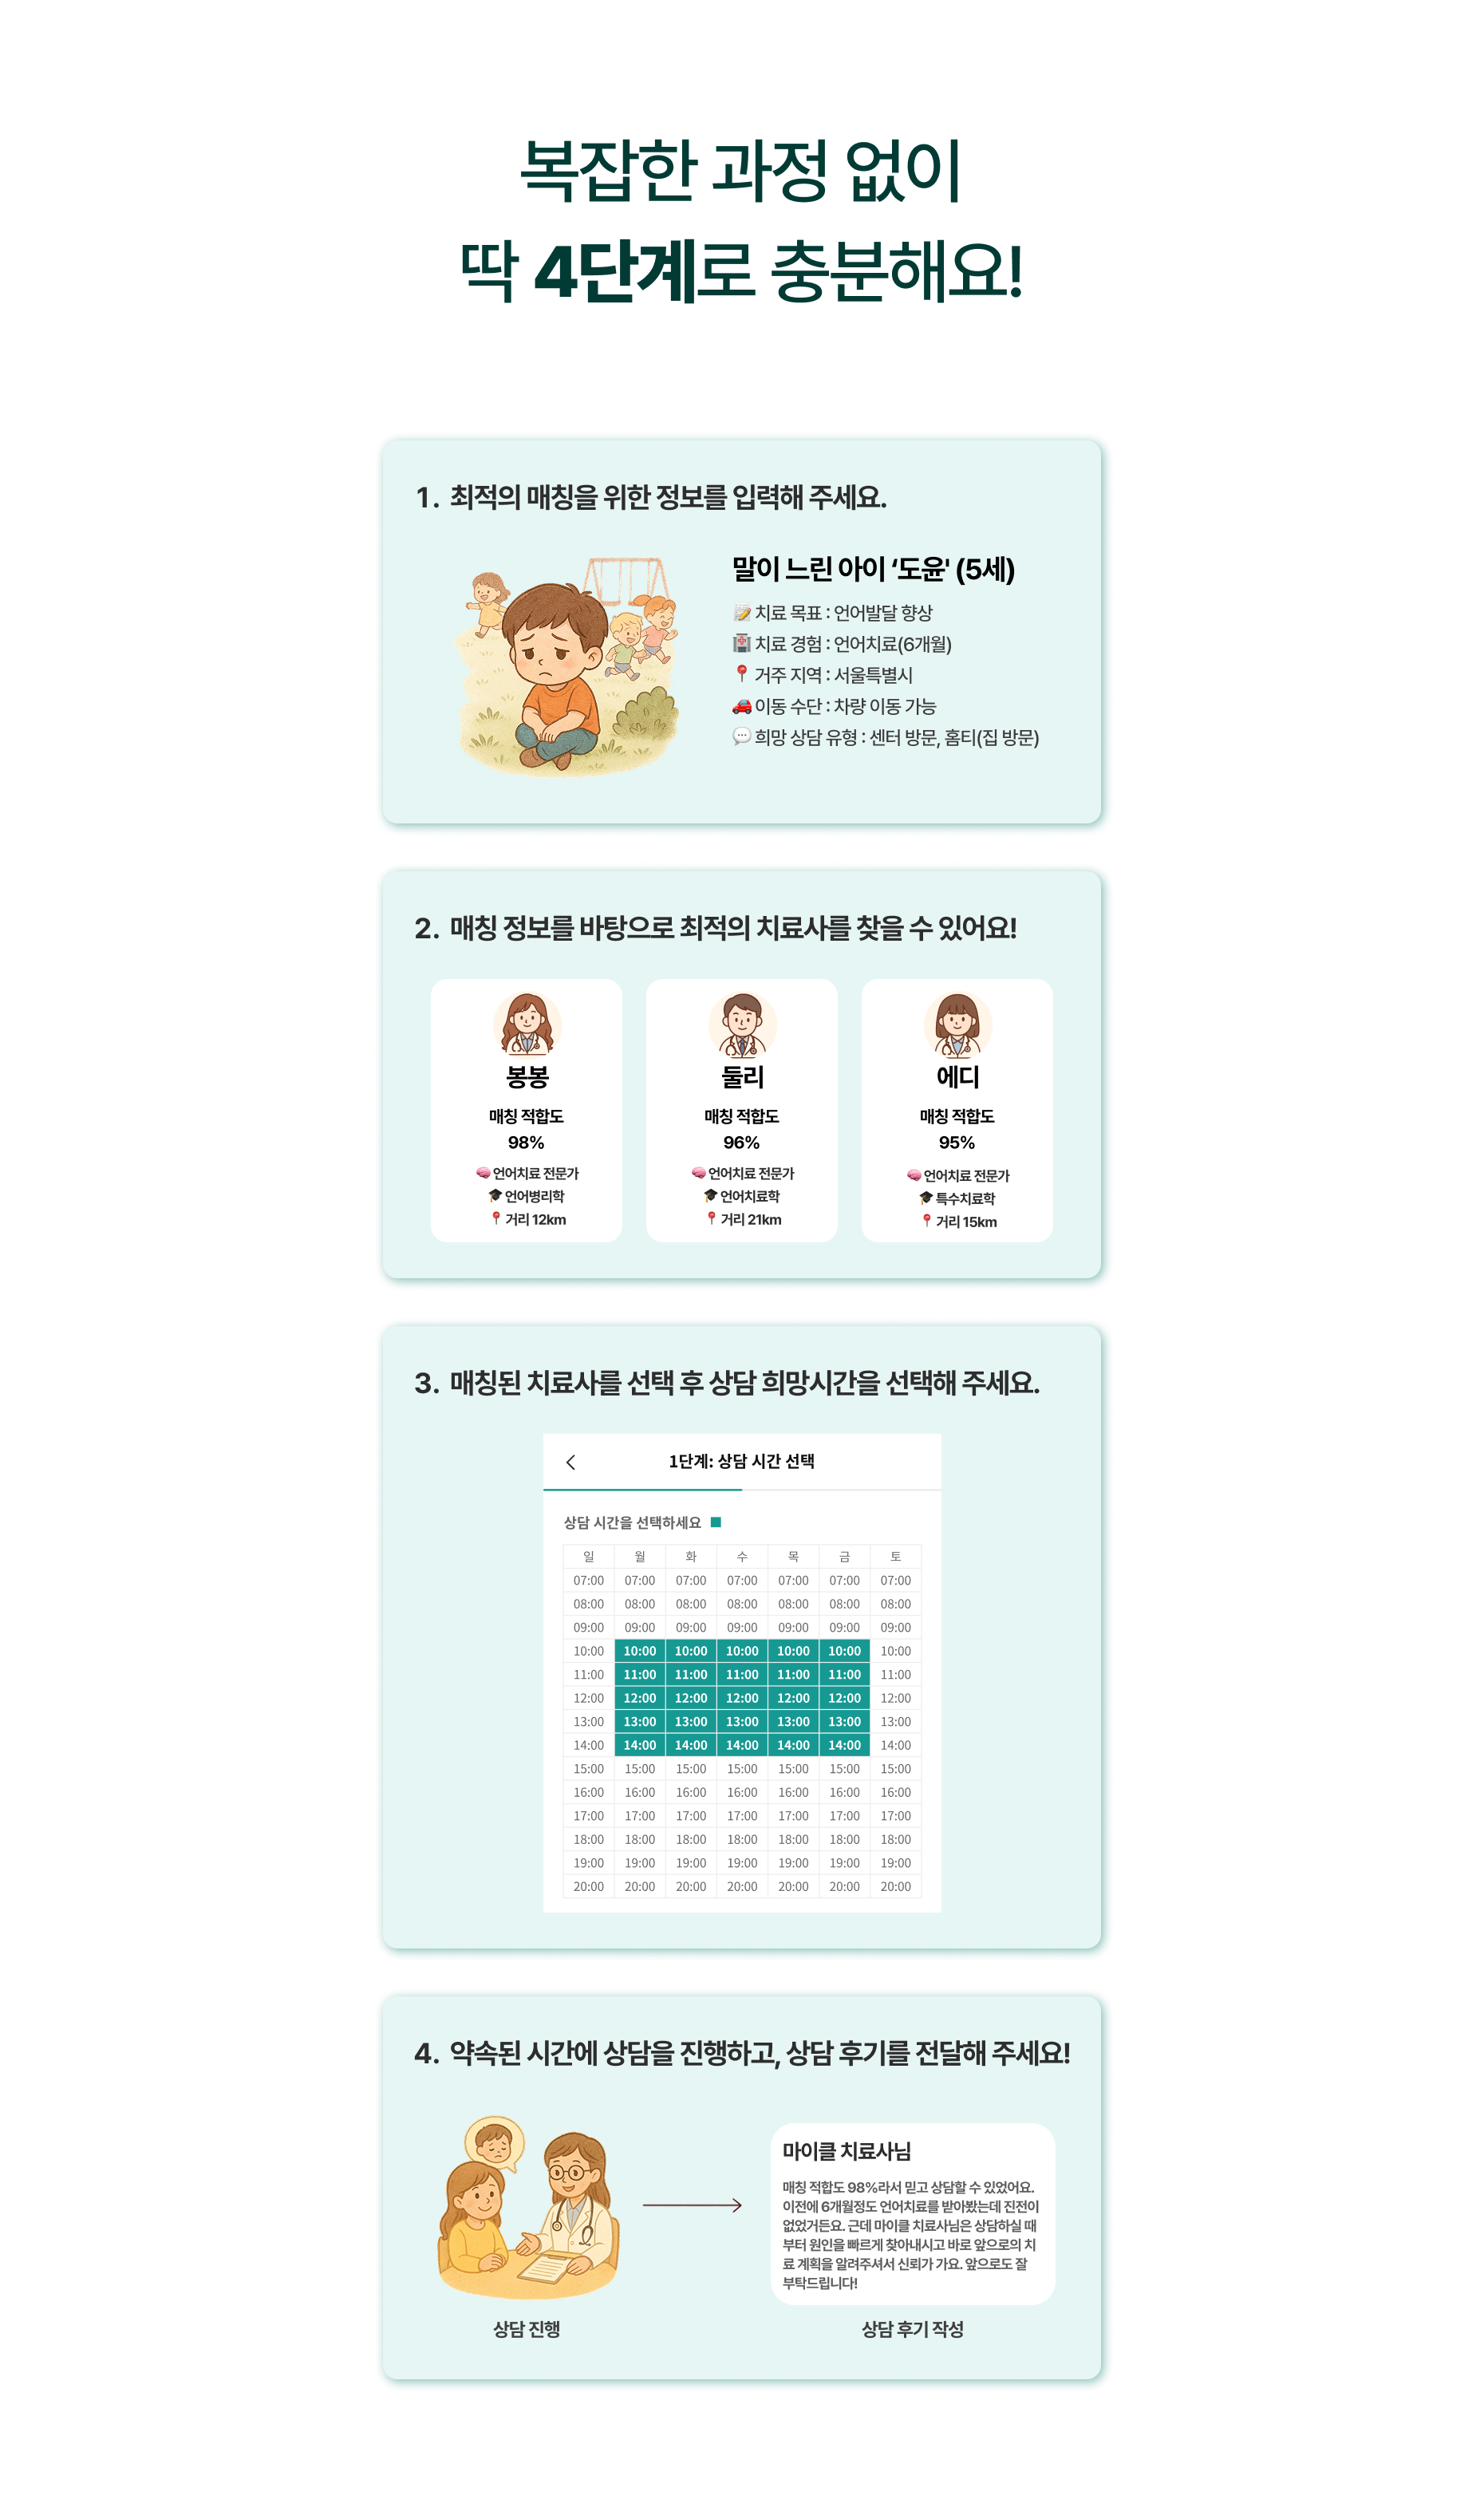 복잡한 과정 없이
딱 4단계로 충분해요!
1. 최적의 매칭을 위한 정보를 입력해 주세요.
말이 느린 아이 ‘도윤' (5세)
📝 치료 목표 : 언어발달 향상
🏥 치료 경험 : 언어치료(6개월)
📍 거주 지역 : 서울특별시
🚗 이동 수단 : 차량 이동 가능
💬 희망 상담 유형 : 센터 방문, 홈티(집 방문)
2. 매칭 정보를 바탕으로 최적의 치료사를 찾을 수 있어요!
봉봉
매칭 적합도
98%
🧠 언어치료 전문가
🎓 언어병리학
📍 거리 12km
둘리
매칭 적합도
96%
🧠 언어치료 전문가
🎓 언어치료학
📍 거리 21km
에디
매칭 적합도
95%
🧠 언어치료 전문가
🎓 특수치료학
📍 거리 15km
3. 매칭된 치료사를 선택 후 상담 희망시간을 선택해 주세요.
1단계: 상담 시간 선택
상담 시간을 선택하세요
일 월 화 수 목 금 토
07:00 07:00 07:00 07:00 07:00 07:00 07:00
08:00 08:00 08:00 08:00 08:00 08:00 08:00
09:00 09:00 09:00 09:00 09:00 09:00 09:00
10:00 10:00 10:00 10:00 10:00 10:00 10:00
11:00 11:00 11:00 11:00 11:00 11:00 11:00
12:00 12:00 12:00 12:00 12:00 12:00 12:00
13:00 13:00 13:00 13:00 13:00 13:00 13:00
14:00 14:00 14:00 14:00 14:00 14:00 14:00
15:00 15:00 15:00 15:00 15:00 15:00 15:00
16:00 16:00 16:00 16:00 16:00 16:00 16:00
17:00 17:00 17:00 17:00 17:00 17:00 17:00
18:00 18:00 18:00 18:00 18:00 18:00 18:00
19:00 19:00 19:00 19:00 19:00 19:00 19:00
20:00 20:00 20:00 20:00 20:00 20:00 20:00
4. 약속된 시간에 상담을 진행하고, 상담 후기를 전달해 주세요!
상담 진행
마이클 치료사님
매칭 적합도 98%라서 믿고 상담할 수 있었어요.
이전에 6개월정도 언어치료를 받아봤는데 진전이
없었거든요. 근데 마이클 치료사님은 상담하실 때
부터 원인을 빠르게 찾아내시고 바로 앞으로의 치
료 계획을 알려주셔서 신뢰가 가요. 앞으로도 잘
부탁드립니다!
상담 후기 작성